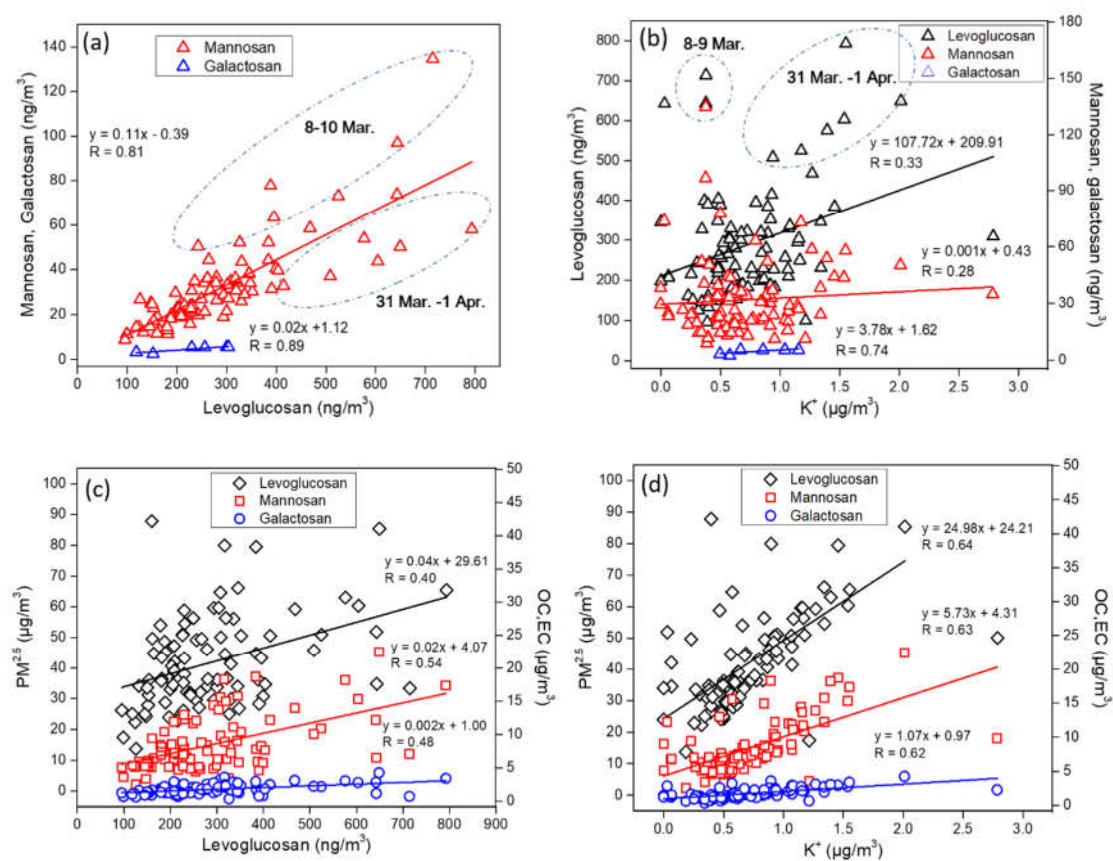 (a)
Mannosan
Galactosan
y = 0.11x - 0.39
R = 0.81
8-10 Mar.
31 Mar. -1 Apr.
y = 0.02x +1.12
R = 0.89
Mannosan, Galactosan (ng/m³)
0 20 40 60 80 100 120 140
0 100 200 300 400 500 600 700 800
Levoglucosan (ng/m³)
(b)
8-9 Mar.
Levoglucosan
Mannosan
Galactosan
31 Mar. -1 Apr.
y = 107.72x + 209.91
R = 0.33
y = 0.001x + 0.43
R = 0.28
y = 3.78x + 1.62
R = 0.74
Levoglucosan (ng/m³)
0 100 200 300 400 500 600 700 800
Mannosan, galactosan (ng/m³)
0 30 60 90 120 150 180
0.0 0.5 1.0 1.5 2.0 2.5 3.0
K⁺ (µg/m³)
(c)
Levoglucosan
Mannosan
Galactosan
y = 0.04x + 29.61
R = 0.40
y = 0.02x + 4.07
R = 0.54
y = 0.002x + 1.00
R = 0.48
PM²·⁵ (µg/m³)
0 10 20 30 40 50 60 70 80 90 100
OC,EC (µg/m³)
0 5 10 15 20 25 30 35 40 45 50
0 100 200 300 400 500 600 700 800 900
Levoglucosan (ng/m³)
(d)
Levoglucosan
Mannosan
Galactosan
y = 24.98x + 24.21
R = 0.64
y = 5.73x + 4.31
R = 0.63
y = 1.07x + 0.97
R = 0.62
PM²·⁵ (µg/m³)
0 10 20 30 40 50 60 70 80 90 100
OC,EC (µg/m³)
0 5 10 15 20 25 30 35 40 45 50
0.0 0.5 1.0 1.5 2.0 2.5 3.0
K⁺ (µg/m³)